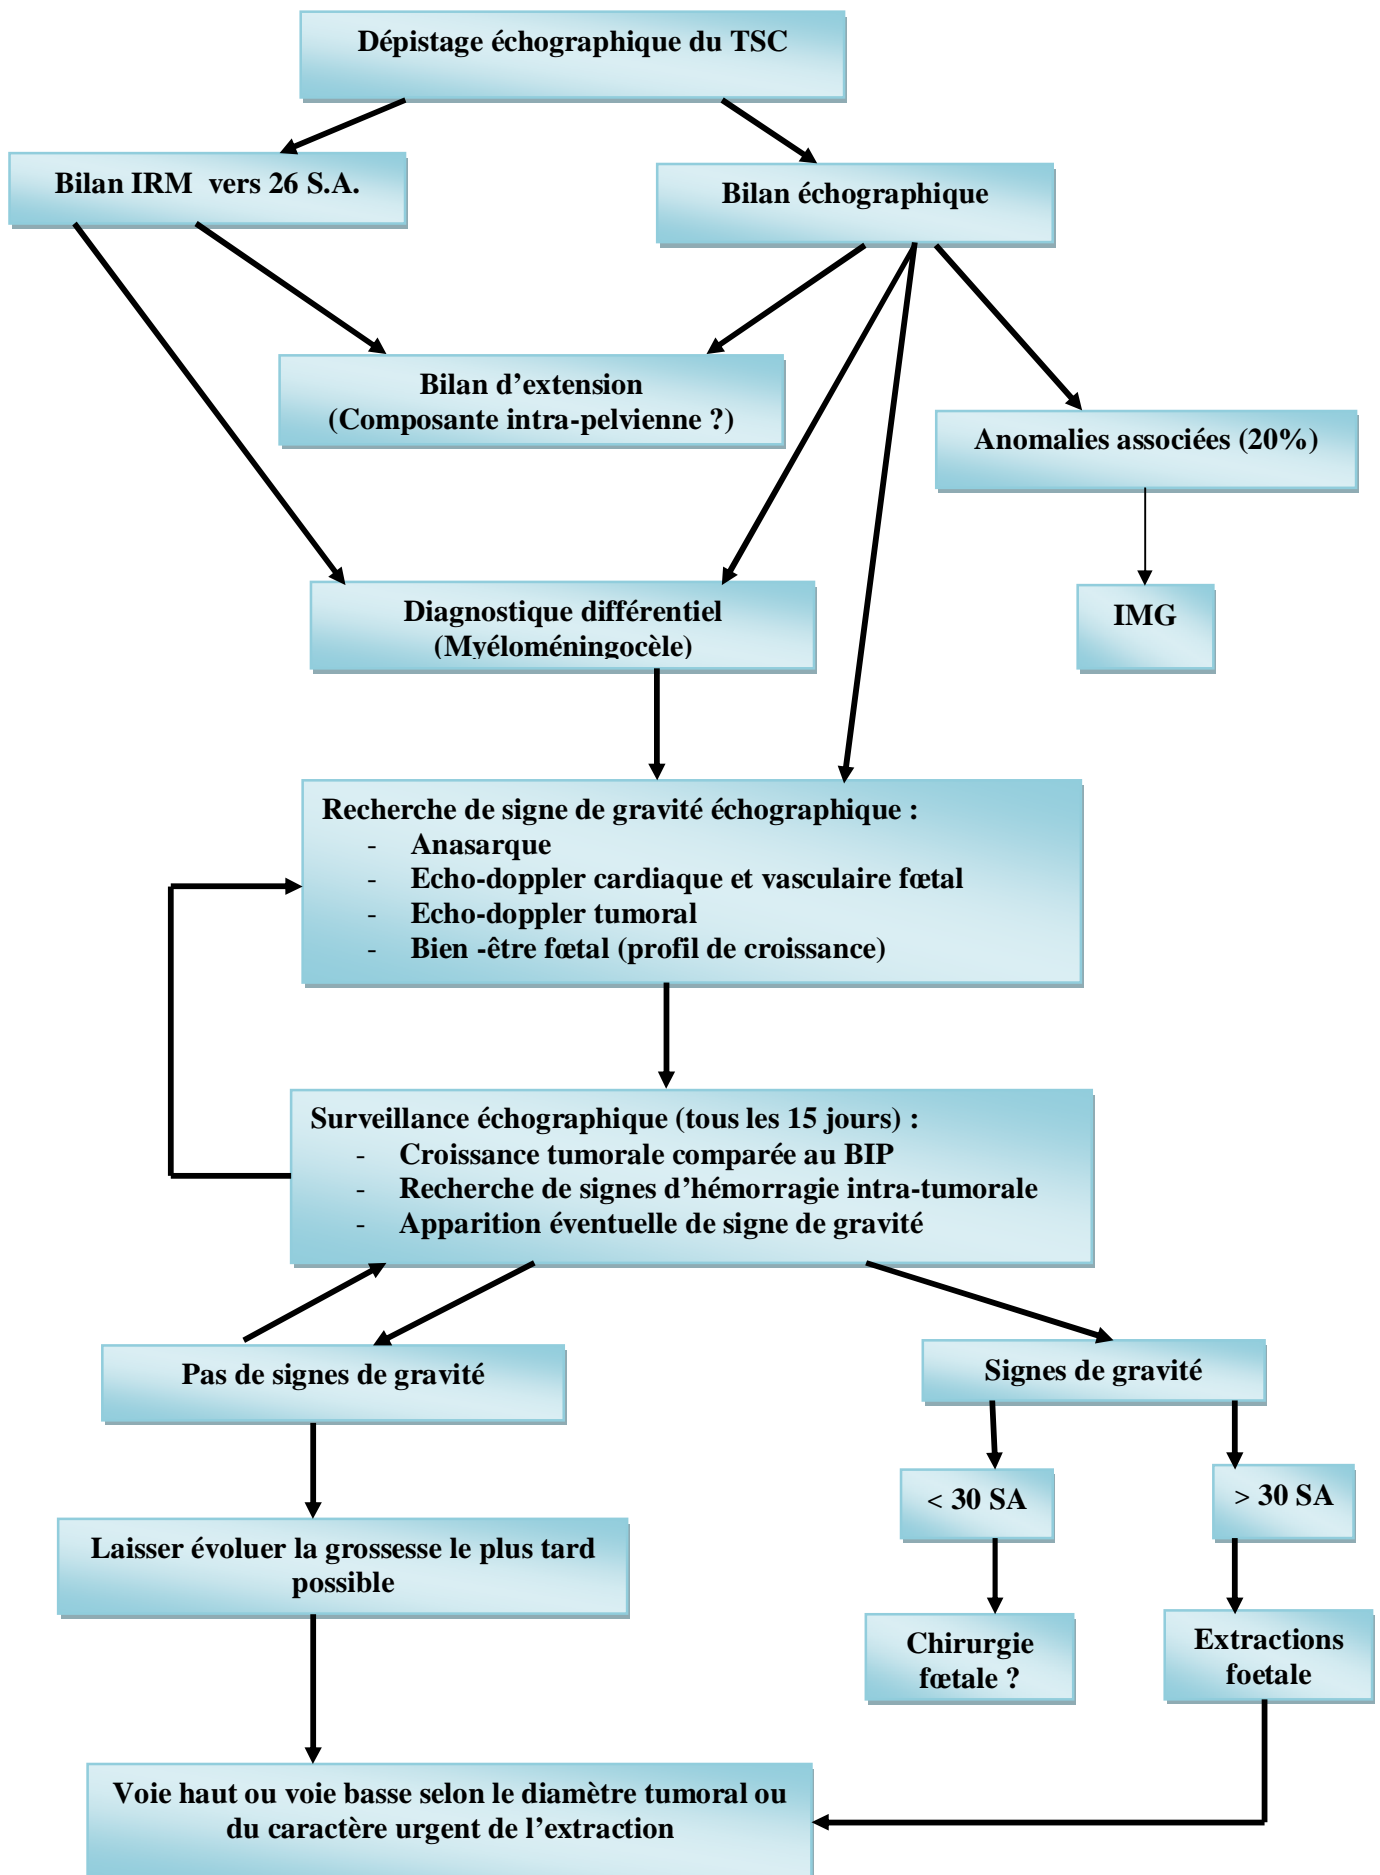 Dépistage échographique du TSC
Bilan IRM vers 26 S.A.
Bilan échographique
Bilan d’extension
(Composante intra-pelvienne ?)
Anomalies associées (20%)
Diagnostique différentiel
(Myéloméningocèle)
IMG
Recherche de signe de gravité échographique :
- Anasarque
- Echo-doppler cardiaque et vasculaire fœtal
- Echo-doppler tumoral
- Bien -être fœtal (profil de croissance)
Surveillance échographique (tous les 15 jours) :
- Croissance tumorale comparée au BIP
- Recherche de signes d’hémorragie intra-tumorale
- Apparition éventuelle de signe de gravité
Pas de signes de gravité
Signes de gravité
< 30 SA
> 30 SA
Laisser évoluer la grossesse le plus tard
possible
Chirurgie
fœtale ?
Extractions
foetale
Voie haut ou voie basse selon le diamètre tumoral ou
du caractère urgent de l’extraction